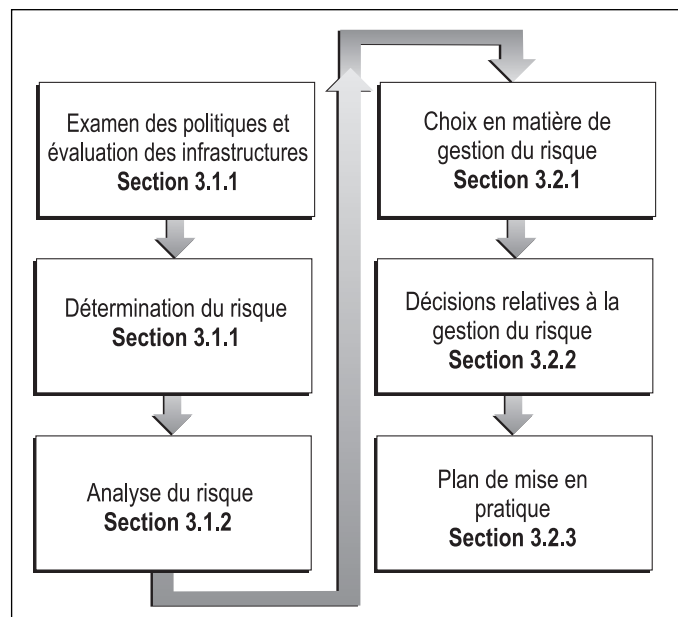 Examen des politiques et
évaluation des infrastructures
Section 3.1.1
Détermination du risque
Section 3.1.1
Analyse du risque
Section 3.1.2
Choix en matière de
gestion du risque
Section 3.2.1
Décisions relatives à la
gestion du risque
Section 3.2.2
Plan de mise en
pratique
Section 3.2.3